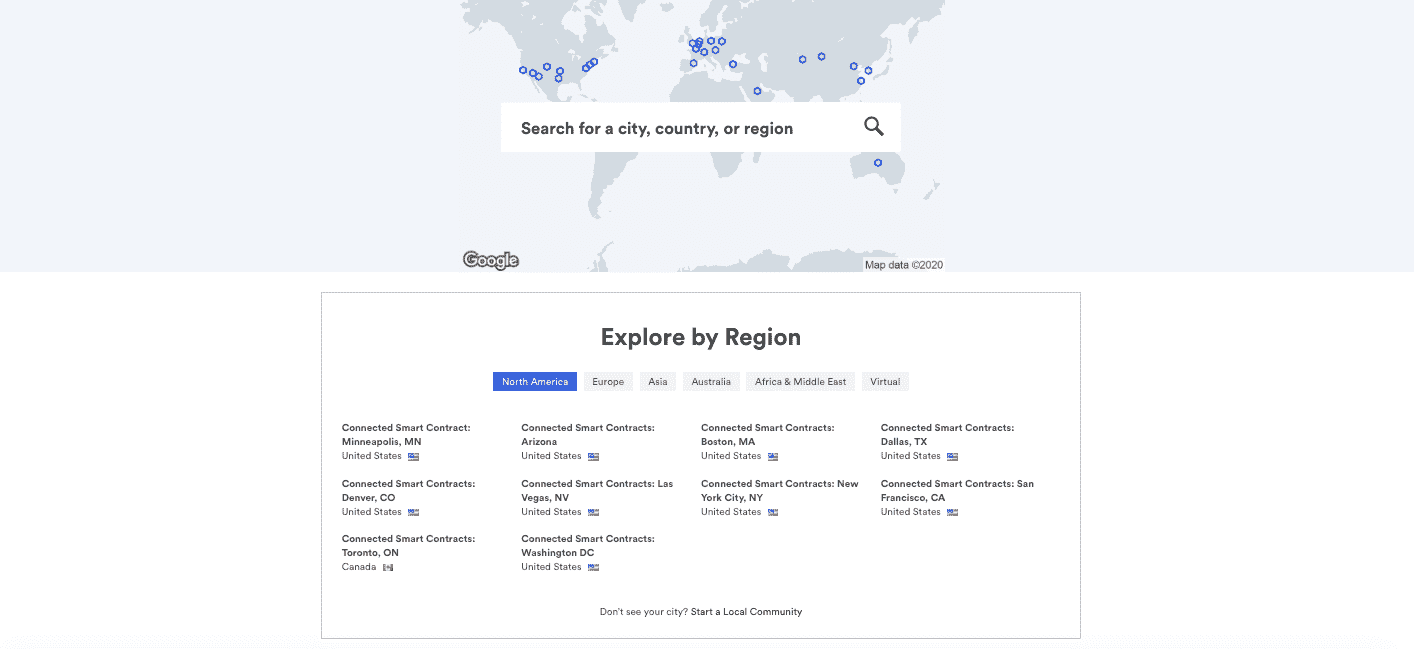 Search for a city, country, or region
Google
Map data ©2020
Explore by Region
North America Europe Asia Australia Africa & Middle East Virtual
Connected Smart Contract:
Minneapolis, MN
United States
Connected Smart Contracts:
Arizona
United States
Connected Smart Contracts:
Boston, MA
United States
Connected Smart Contracts:
Dallas, TX
United States
Connected Smart Contracts:
Denver, CO
United States
Connected Smart Contracts: Las
Vegas, NV
United States
Connected Smart Contracts: New
York City, NY
United States
Connected Smart Contracts: San
Francisco, CA
United States
Connected Smart Contracts:
Toronto, ON
Canada
Connected Smart Contracts:
Washington DC
United States
Don't see your city? Start a Local Community